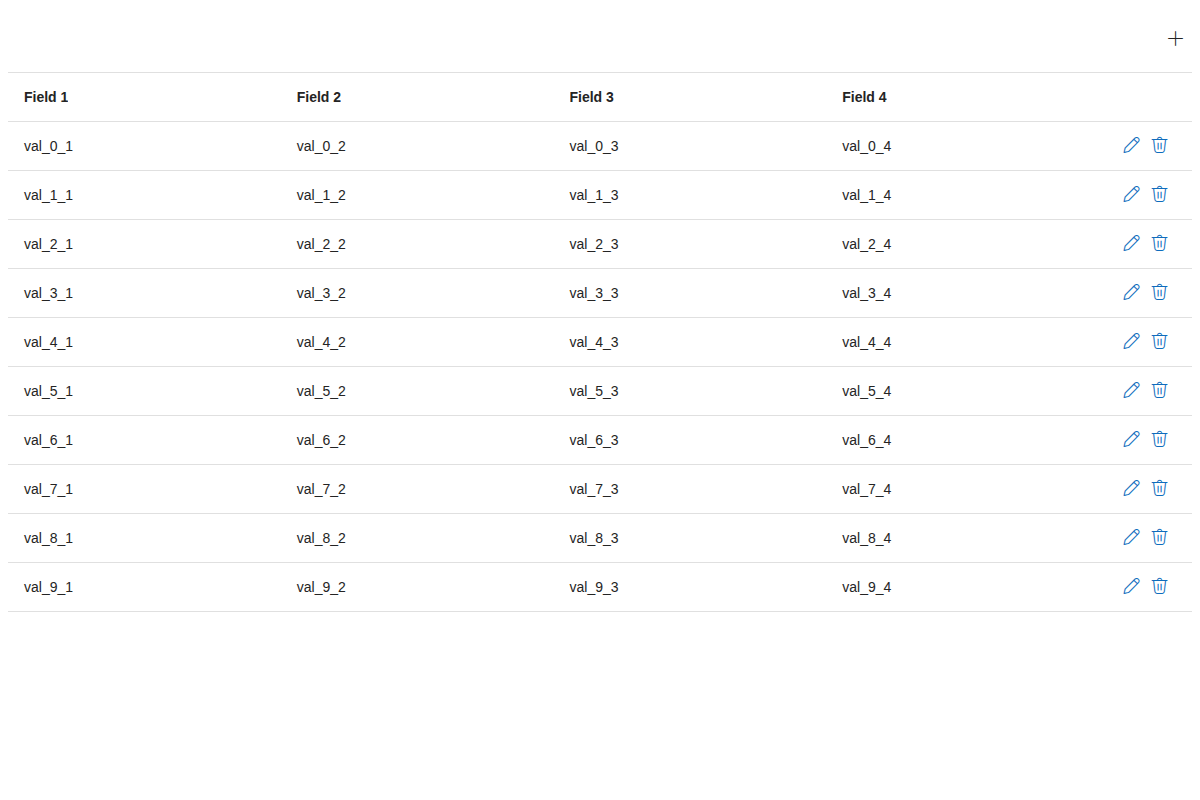 Field 1 Field 2 Field 3 Field 4
val_0_1 val_0_2 val_0_3 val_0_4
val_1_1 val_1_2 val_1_3 val_1_4
val_2_1 val_2_2 val_2_3 val_2_4
val_3_1 val_3_2 val_3_3 val_3_4
val_4_1 val_4_2 val_4_3 val_4_4
val_5_1 val_5_2 val_5_3 val_5_4
val_6_1 val_6_2 val_6_3 val_6_4
val_7_1 val_7_2 val_7_3 val_7_4
val_8_1 val_8_2 val_8_3 val_8_4
val_9_1 val_9_2 val_9_3 val_9_4